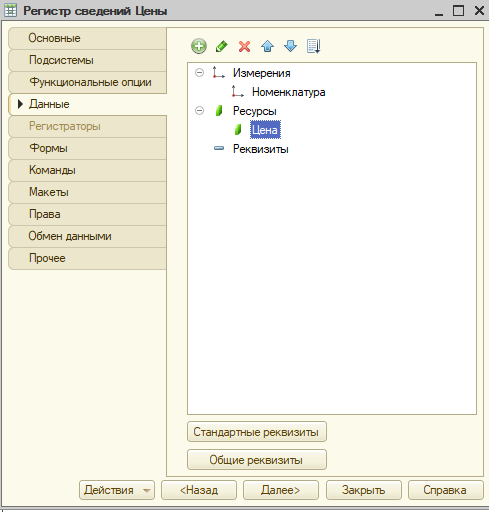 Регистр сведений Цены
Основные
Подсистемы
Функциональные опции
Данные
Регистраторы
Формы
Команды
Макеты
Права
Обмен данными
Прочее
Измерения
Номенклатура
Ресурсы
Цена
Реквизиты
Стандартные реквизиты
Общие реквизиты
Действия
<Назад
Далее>
Закрыть
Справка